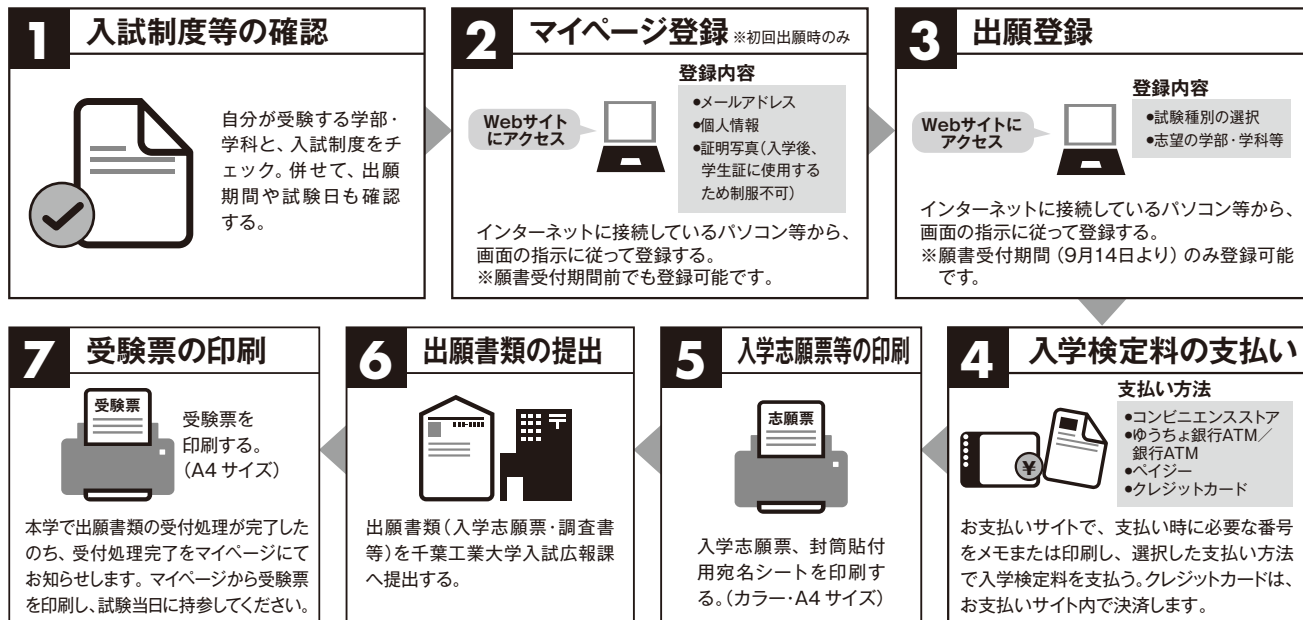 1 入試制度等の確認
自分が受験する学部・
学科と、入試制度をチ
ェック。併せて、出願
期間や試験日も確認
する。
2 マイページ登録 ※初回出願時のみ
Webサイト
にアクセス
登録内容
●メールアドレス
●個人情報
●証明写真(入学後、
学生証に使用する
ため制服不可)
インターネットに接続しているパソコン等から、
画面の指示に従って登録する。
※願書受付期間前でも登録可能です。
3 出願登録
Webサイトに
アクセス
登録内容
●試験種別の選択
●志望の学部・学科等
インターネットに接続しているパソコン等から、
画面の指示に従って登録する。
※願書受付期間(9月14日より)のみ登録可能
です。
4 入学検定料の支払い
¥
支払い方法
●コンビニエンスストア
●ゆうちょ銀行ATM/
銀行ATM
●ペイジー
●クレジットカード
お支払いサイトで、支払い時に必要な番号
をメモまたは印刷し、選択した支払い方法
で入学検定料を支払う。クレジットカードは、
お支払いサイト内で決済します。
5 入学志願票等の印刷
志願票
入学志願票、封筒貼付
用宛名シートを印刷す
る。(カラー・A4サイズ)
6 出願書類の提出
〒
出願書類(入学志願票・調査書
等)を千葉工業大学入試広報課
へ提出する。
7 受験票の印刷
受験票
受験票を
印刷する。
(A4サイズ)
本学で出願書類の受付処理が完了した
のち、受付処理完了をマイページにて
お知らせします。マイページから受験票
を印刷し、試験当日に持参してください。